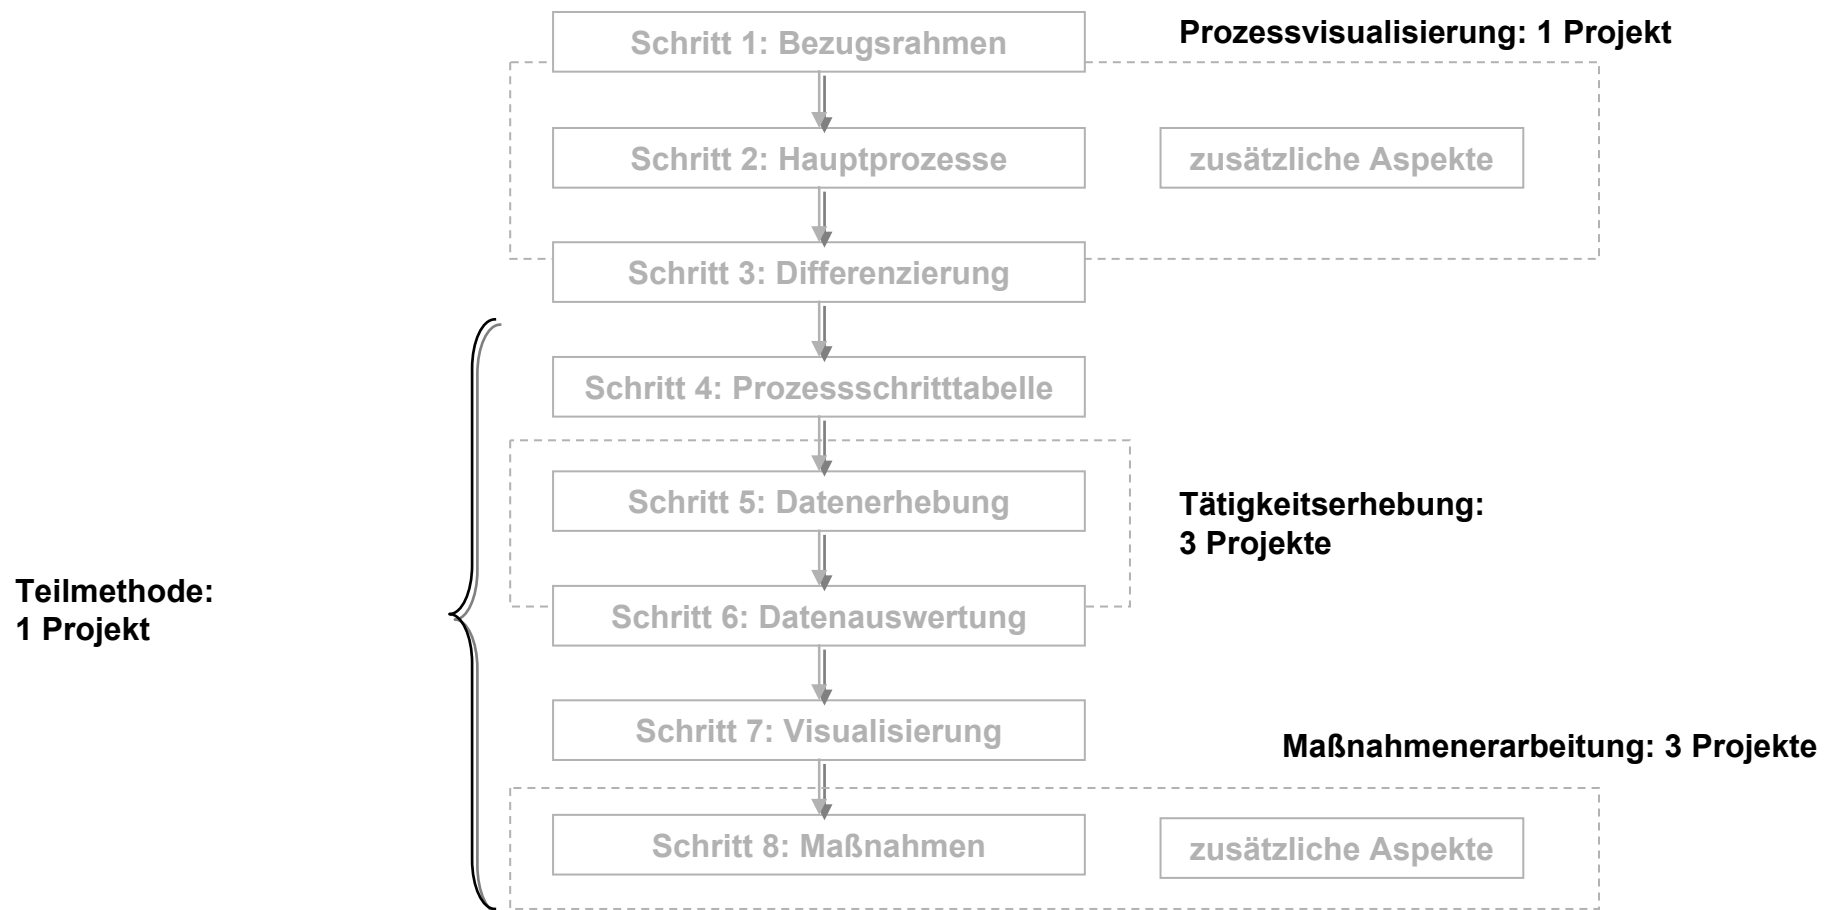 Schritt 1: Bezugsrahmen
Prozessvisualisierung: 1 Projekt
Schritt 2: Hauptprozesse
zusätzliche Aspekte
Schritt 3: Differenzierung
Schritt 4: Prozessschritttabelle
Schritt 5: Datenerhebung
Tätigkeitserhebung:
3 Projekte
Teilmethode:
1 Projekt
Schritt 6: Datenauswertung
Schritt 7: Visualisierung
Maßnahmenerarbeitung: 3 Projekte
Schritt 8: Maßnahmen
zusätzliche Aspekte